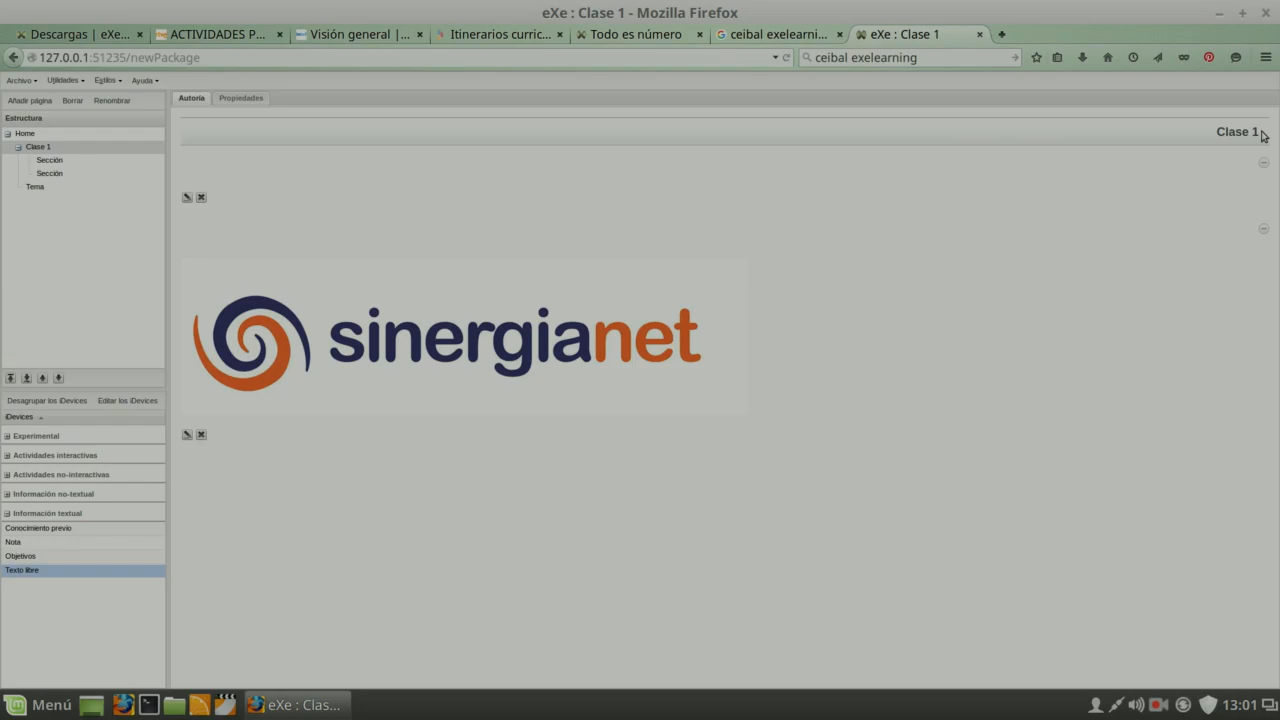 eXe : Clase 1 - Mozilla Firefox
Descargas | eXe...
ACTIVIDADES P...
Visión general |...
Itinerarios curric...
Todo es número
ceibal exelearni...
eXe : Clase 1
127.0.0.1:51235/newPackage
ceibal exelearning
Archivo
Utilidades
Estilos
Ayuda
Añadir página
Borrar
Renombrar
Autoría
Propiedades
Estructura
Home
Clase 1
Sección
Sección
Tema
Clase 1
sinergianet
Desagrupar los iDevices
Editar los iDevices
iDevices
Experimental
Actividades interactivas
Actividades no-interactivas
Información no-textual
Información textual
Conocimiento previo
Nota
Objetivos
Texto libre
Menú
eXe : Clas...
13:01